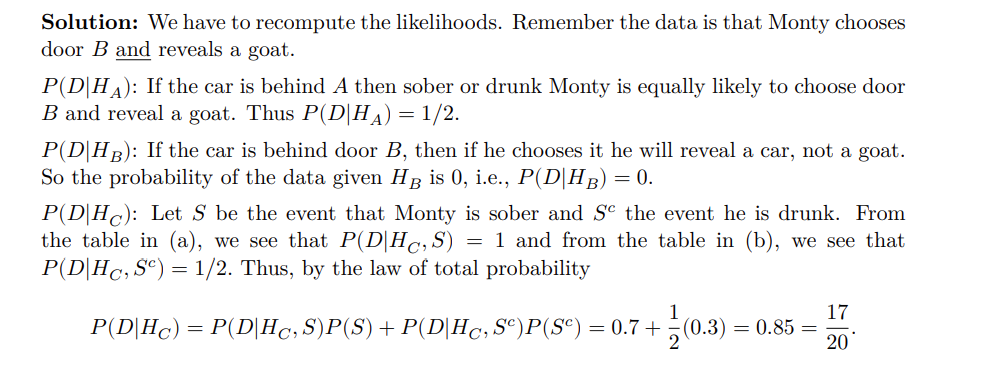 Solution: We have to recompute the likelihoods. Remember the data is that Monty chooses
door B and reveals a goat.
P(D|H_A): If the car is behind A then sober or drunk Monty is equally likely to choose door
B and reveal a goat. Thus P(D|H_A) = 1/2.
P(D|H_B): If the car is behind door B, then if he chooses it he will reveal a car, not a goat.
So the probability of the data given H_B is 0, i.e., P(D|H_B) = 0.
P(D|H_C): Let S be the event that Monty is sober and S^c the event he is drunk. From
the table in (a), we see that P(D|H_C, S) = 1 and from the table in (b), we see that
P(D|H_C, S^c) = 1/2. Thus, by the law of total probability
P(D|H_C) = P(D|H_C, S)P(S) + P(D|H_C, S^c)P(S^c) = 0.7 + 1/2(0.3) = 0.85 = 17/20.